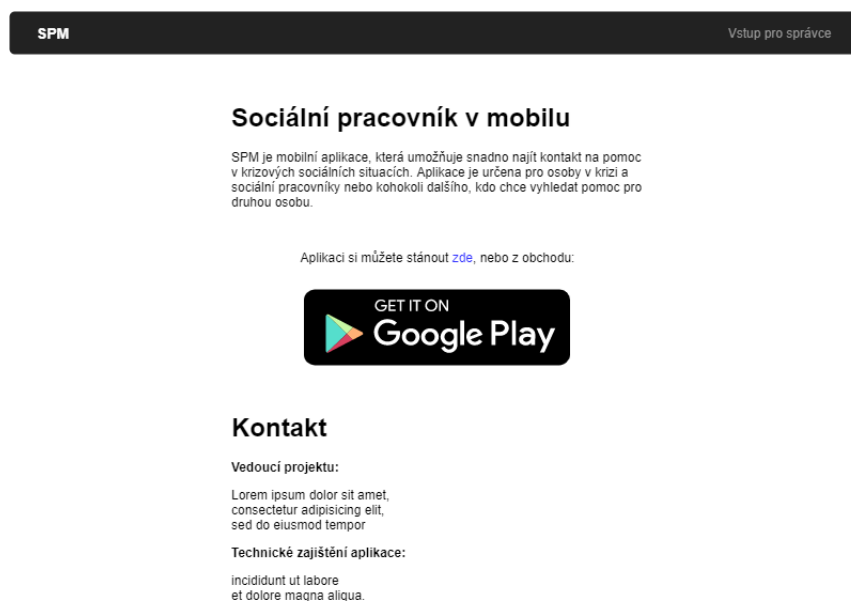 SPM
Vstup pro správce
Sociální pracovník v mobilu
SPM je mobilní aplikace, která umožňuje snadno najít kontakt na pomoc
v krizových sociálních situacích. Aplikace je určena pro osoby v krizi a
sociální pracovníky nebo kohokoli dalšího, kdo chce vyhledat pomoc pro
druhou osobu.
Aplikaci si můžete stánout zde, nebo z obchodu:
GET IT ON
Google Play
Kontakt
Vedoucí projektu:
Lorem ipsum dolor sit amet,
consectetur adipisicing elit,
sed do eiusmod tempor
Technické zajištění aplikace:
incididunt ut labore
et dolore magna aliqua.